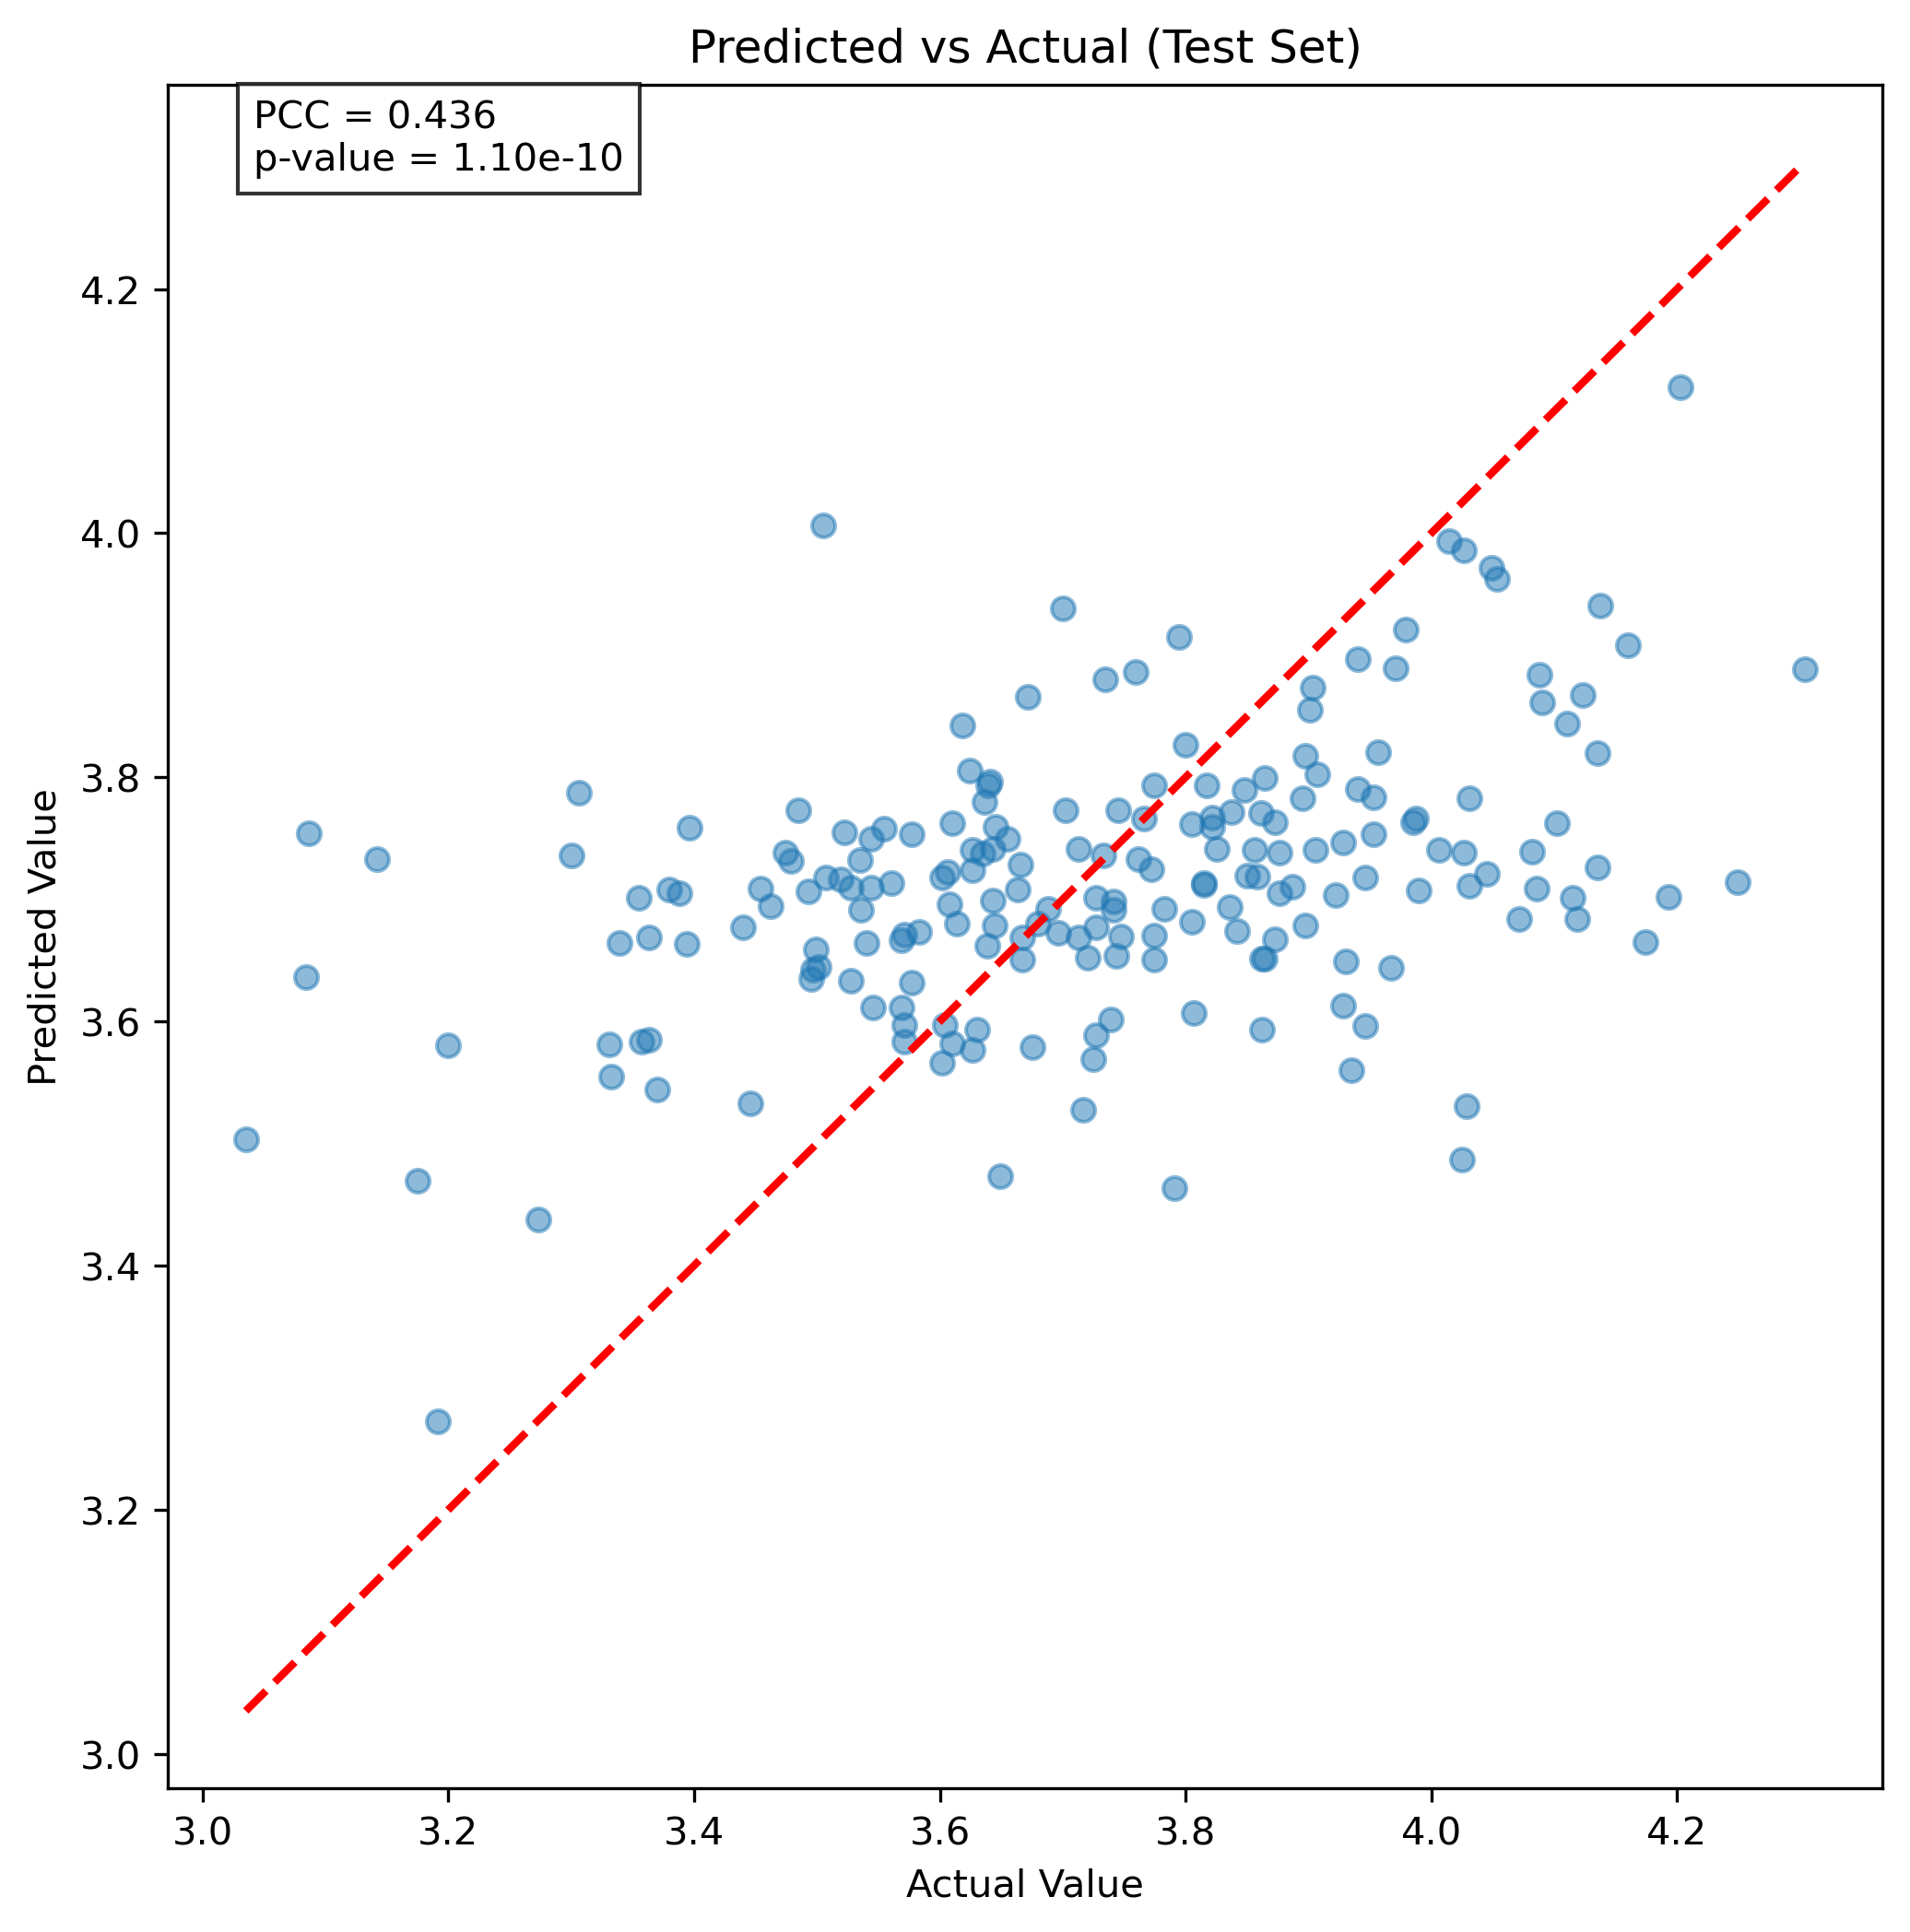 Predicted vs Actual (Test Set)
PCC = 0.436
p-value = 1.10e-10
Predicted Value
4.2
4.0
3.8
3.6
3.4
3.2
3.0
3.0 3.2 3.4 3.6 3.8 4.0 4.2
Actual Value